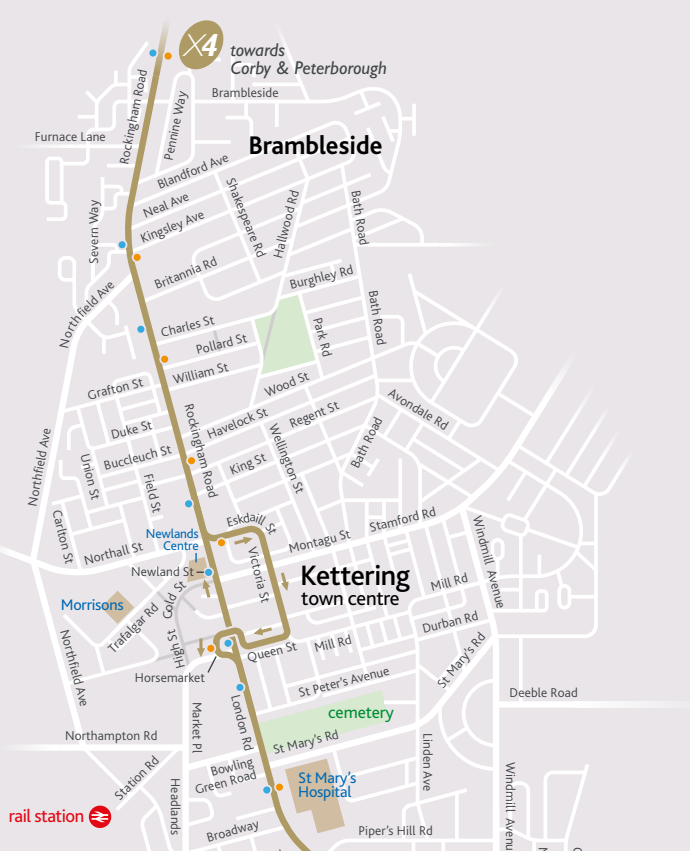 X4
towards
Corby & Peterborough
Brambleside
Rockingham Road
Pennine Way
Furnace Lane
Brambleside
Blandford Ave
Shakespeare Rd
Hallwood Rd
Bath Road
Neal Ave
Kingsley Ave
Severn Way
Britannia Rd
Burghley Rd
Northfield Ave
Bath Road
Charles St
Park Rd
Pollard St
William St
Wood St
Grafton St
Avondale Rd
Rockingham Road
Havelock St
Regent St
Duke St
Bath Road
Wellington St
Buccleuch St
King St
Northfield Ave
Union St
Field St
Carlton St
Eskdaill St
Stamford Rd
Windmill Avenue
Newlands
Centre
Montagu St
Northall St
Victoria St
Newland St
Kettering
town centre
Mill Rd
Gold St
Morrisons
Trafalgar Rd
Durban Rd
High St
Mill Rd
Queen St
St Mary's Rd
Northfield Ave
Horsemarket
St Peter's Avenue
Deeble Road
Market Pl
London Rd
cemetery
Northampton Rd
St Mary's Rd
Linden Ave
Bowling
Green Road
Station Rd
St Mary's
Hospital
Headlands
Windmill Avenu
rail station
Broadway
Piper's Hill Rd